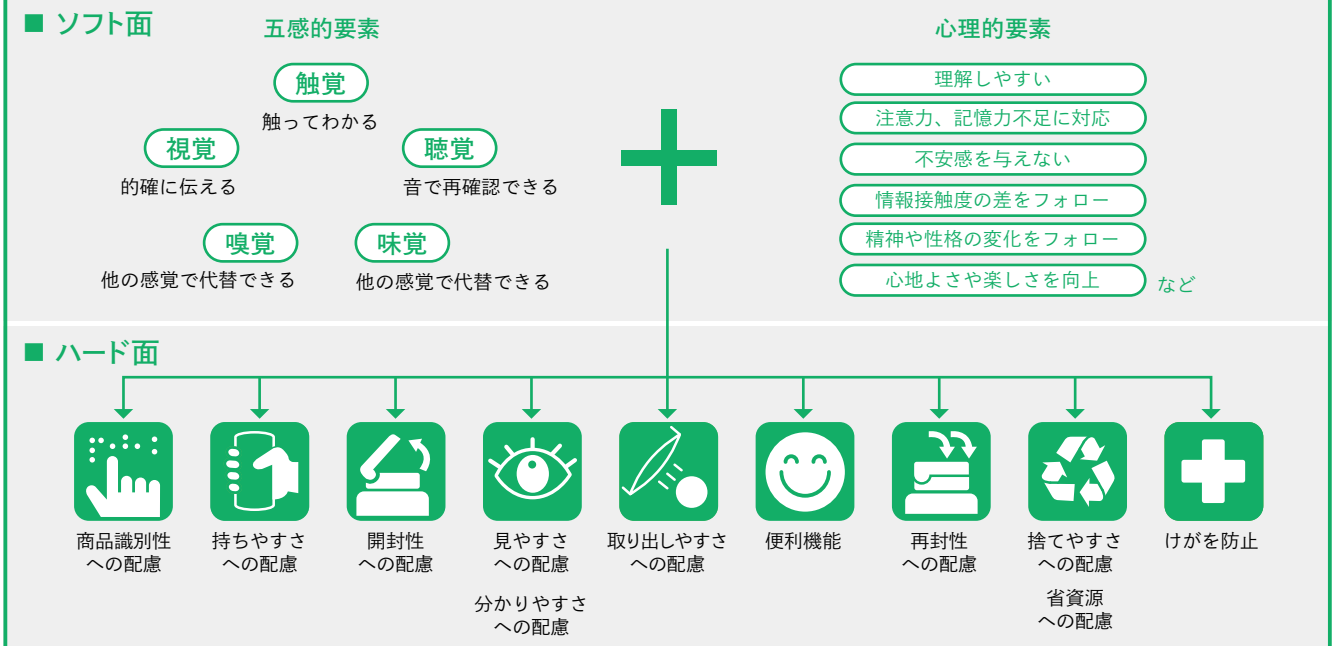 ■ ソフト面
五感的要素
触覚
触ってわかる
視覚
的確に伝える
聴覚
音で再確認できる
嗅覚
他の感覚で代替できる
味覚
他の感覚で代替できる
心理的要素
理解しやすい
注意力、記憶力不足に対応
不安感を与えない
情報接触度の差をフォロー
精神や性格の変化をフォロー
心地よさや楽しさを向上
など
■ ハード面
商品識別性
への配慮
持ちやすさ
への配慮
開封性
への配慮
見やすさ
への配慮
分かりやすさ
への配慮
取り出しやすさ
への配慮
便利機能
再封性
への配慮
捨てやすさ
への配慮
省資源
への配慮
けがを防止